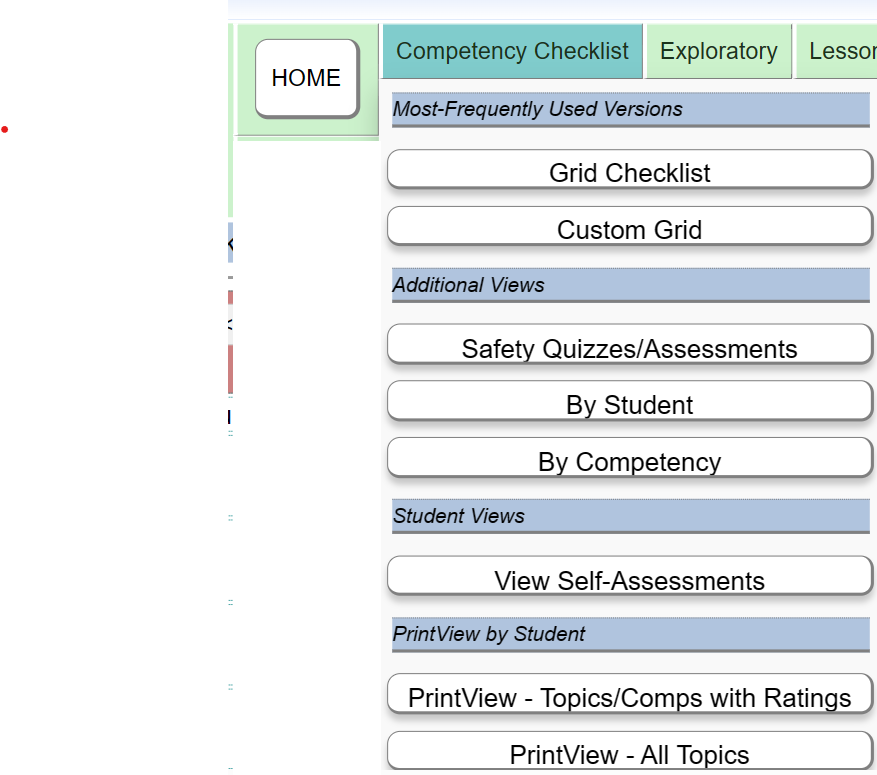 HOME
Competency Checklist
Exploratory
Lesson
Most-Frequently Used Versions
Grid Checklist
Custom Grid
Additional Views
Safety Quizzes/Assessments
By Student
By Competency
Student Views
View Self-Assessments
PrintView by Student
PrintView - Topics/Comps with Ratings
PrintView - All Topics